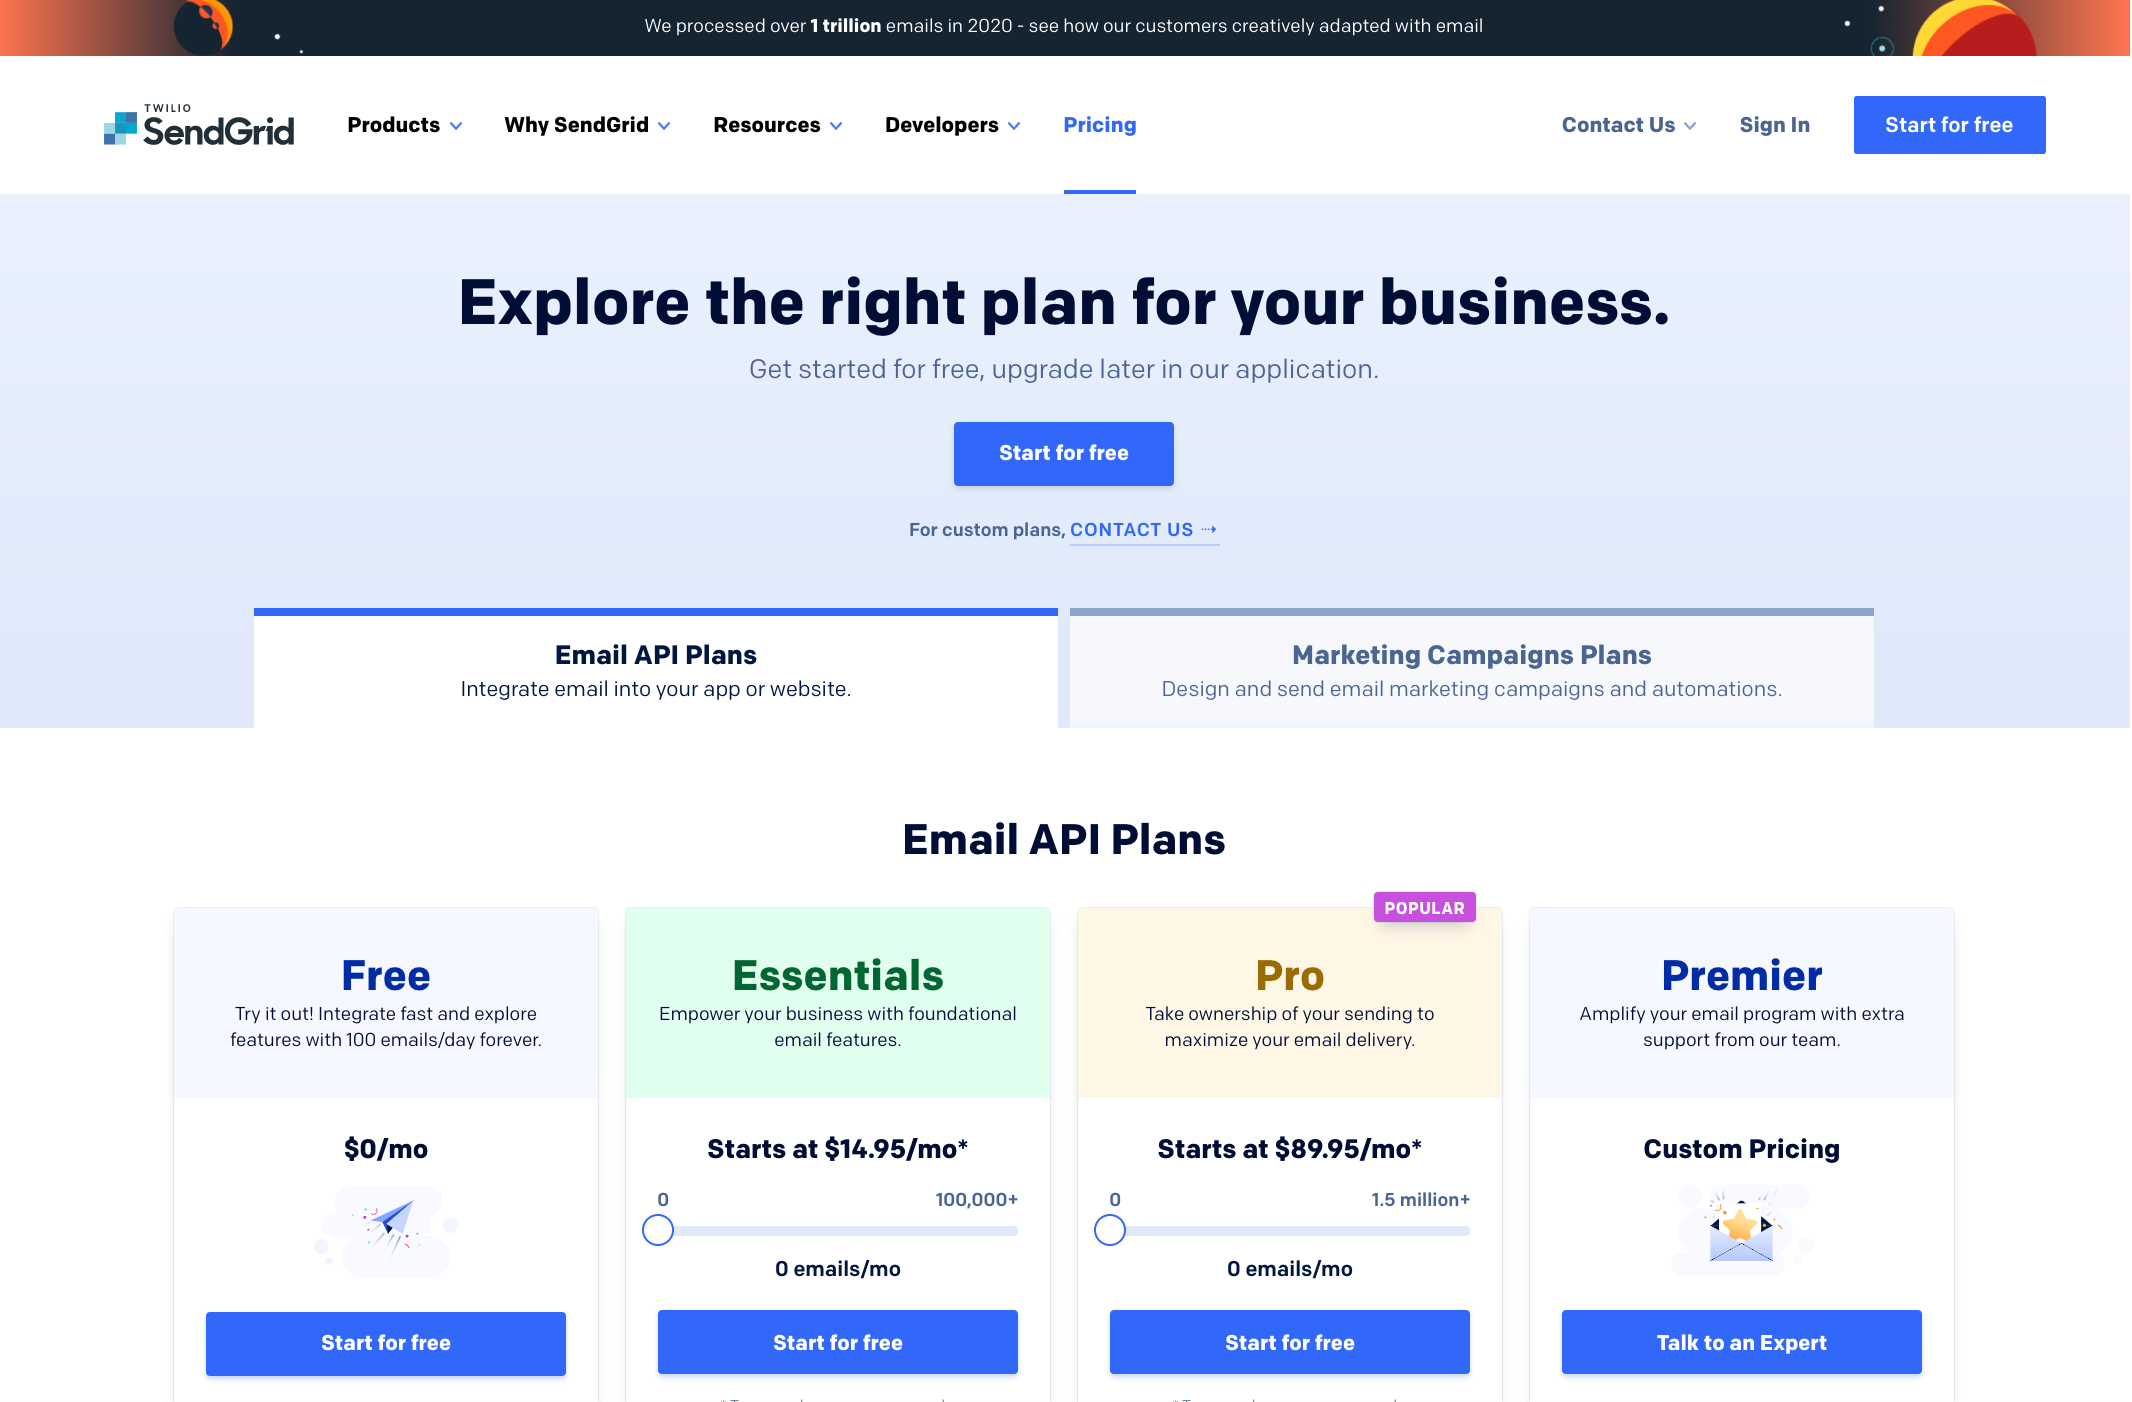 We processed over 1 trillion emails in 2020 - see how our customers creatively adapted with email
TWILIO
SendGrid
Products
Why SendGrid
Resources
Developers
Pricing
Contact Us
Sign In
Start for free
Explore the right plan for your business.
Get started for free, upgrade later in our application.
Start for free
For custom plans, CONTACT US
Email API Plans
Integrate email into your app or website.
Marketing Campaigns Plans
Design and send email marketing campaigns and automations.
Email API Plans
Free
Try it out! Integrate fast and explore
features with 100 emails/day forever.
$0/mo
Start for free
Essentials
Empower your business with foundational
email features.
Starts at $14.95/mo*
0
100,000+
0 emails/mo
Start for free
POPULAR
Pro
Take ownership of your sending to
maximize your email delivery.
Starts at $89.95/mo*
0
1.5 million+
0 emails/mo
Start for free
Premier
Amplify your email program with extra
support from our team.
Custom Pricing
Talk to an Expert